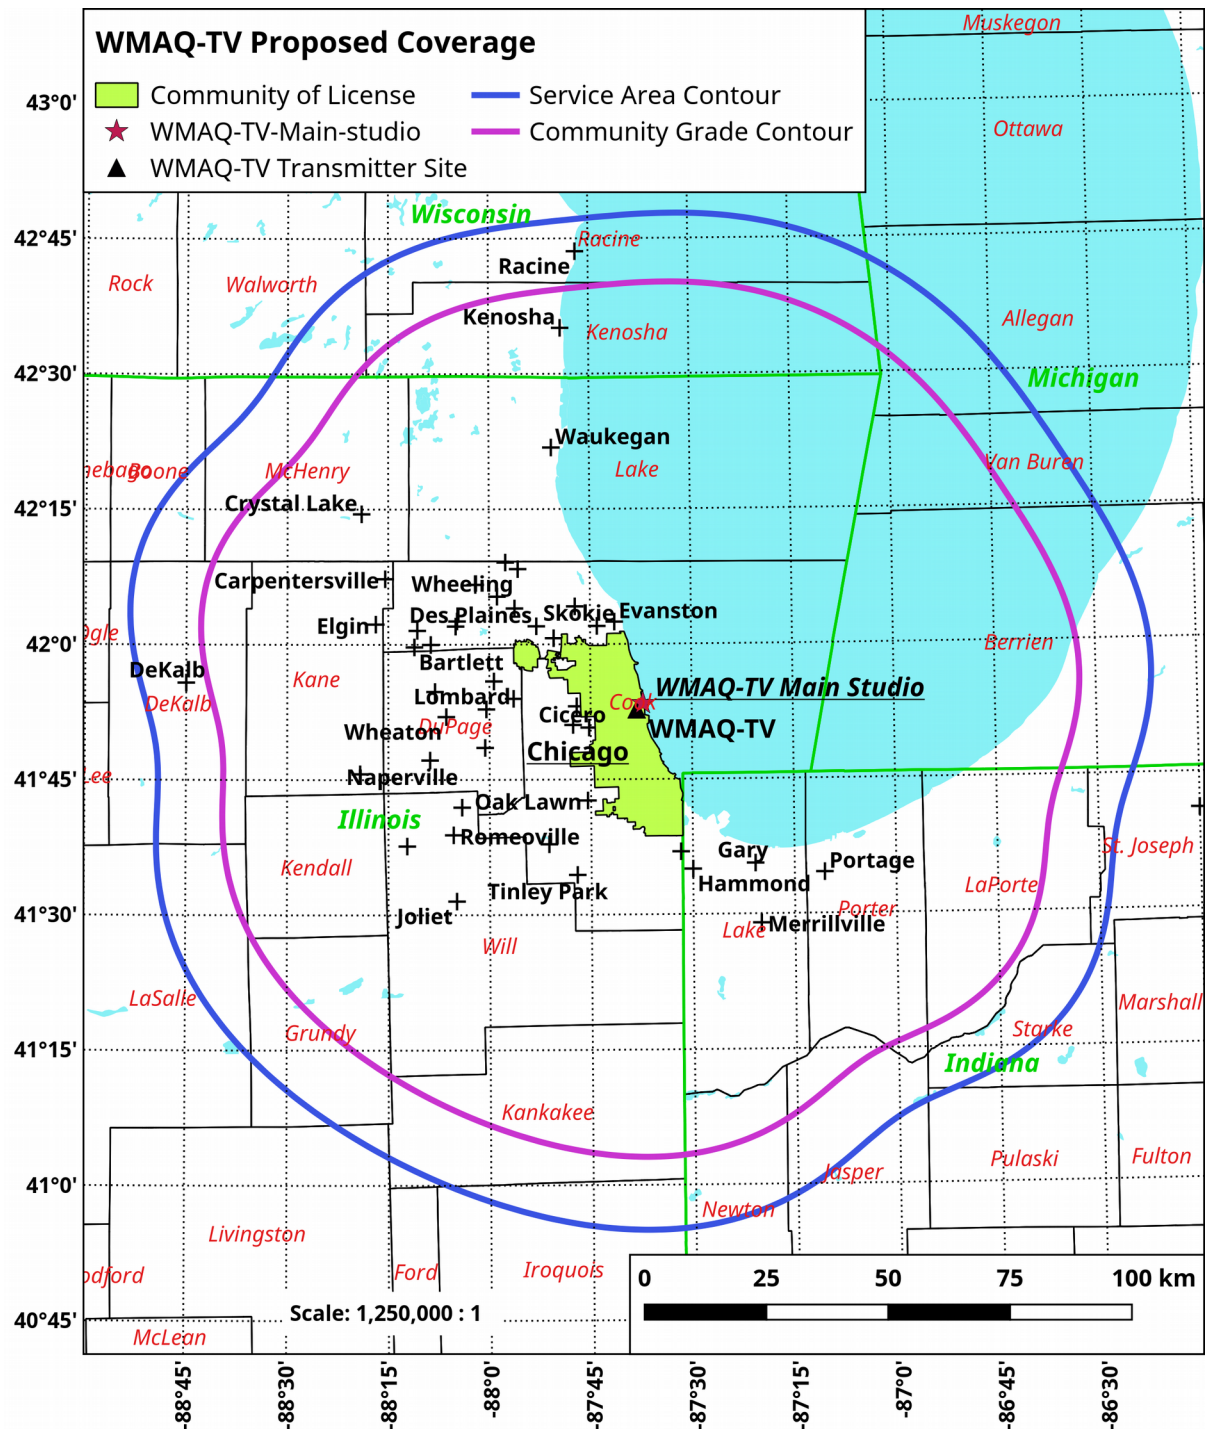 WMAQ-TV Proposed Coverage
Community of License
Service Area Contour
WMAQ-TV-Main-studio
Community Grade Contour
WMAQ-TV Transmitter Site
Muskegon
Ottawa
43°0'
Wisconsin
42°45'
Racine
Racine
Rock
Walworth
Kenosha
Kenosha
Allegan
42°30'
Michigan
Waukegan
nebago
Boone
McHenry
Lake
Van Buren
42°15'
Crystal Lake
Carpentersville
Wheeling
Des Plaines
Skokie
Evanston
Elgin
Ogle
42°0'
Berrien
DeKalb
Bartlett
Kane
DeKalb
Lombard
Cook
WMAQ-TV Main Studio
Cicero
WMAQ-TV
Wheaton
DuPage
Chicago
Lee
41°45'
Naperville
Oak Lawn
Illinois
Romeoville
Gary
Portage
St. Joseph
Kendall
Tinley Park
Hammond
LaPorte
41°30'
Joliet
Porter
Merrillville
Lake
Will
LaSalle
Marshall
Grundy
Starke
41°15'
Indiana
Kankakee
Pulaski
Fulton
41°0'
Jasper
Newton
Livingston
odford
Ford
Iroquois
0 25 50 75 100 km
40°45'
Scale: 1,250,000 : 1
McLean
-88°45'
-88°30'
-88°15'
-88°0'
-87°45'
-87°30'
-87°15'
-87°0'
-86°45'
-86°30'